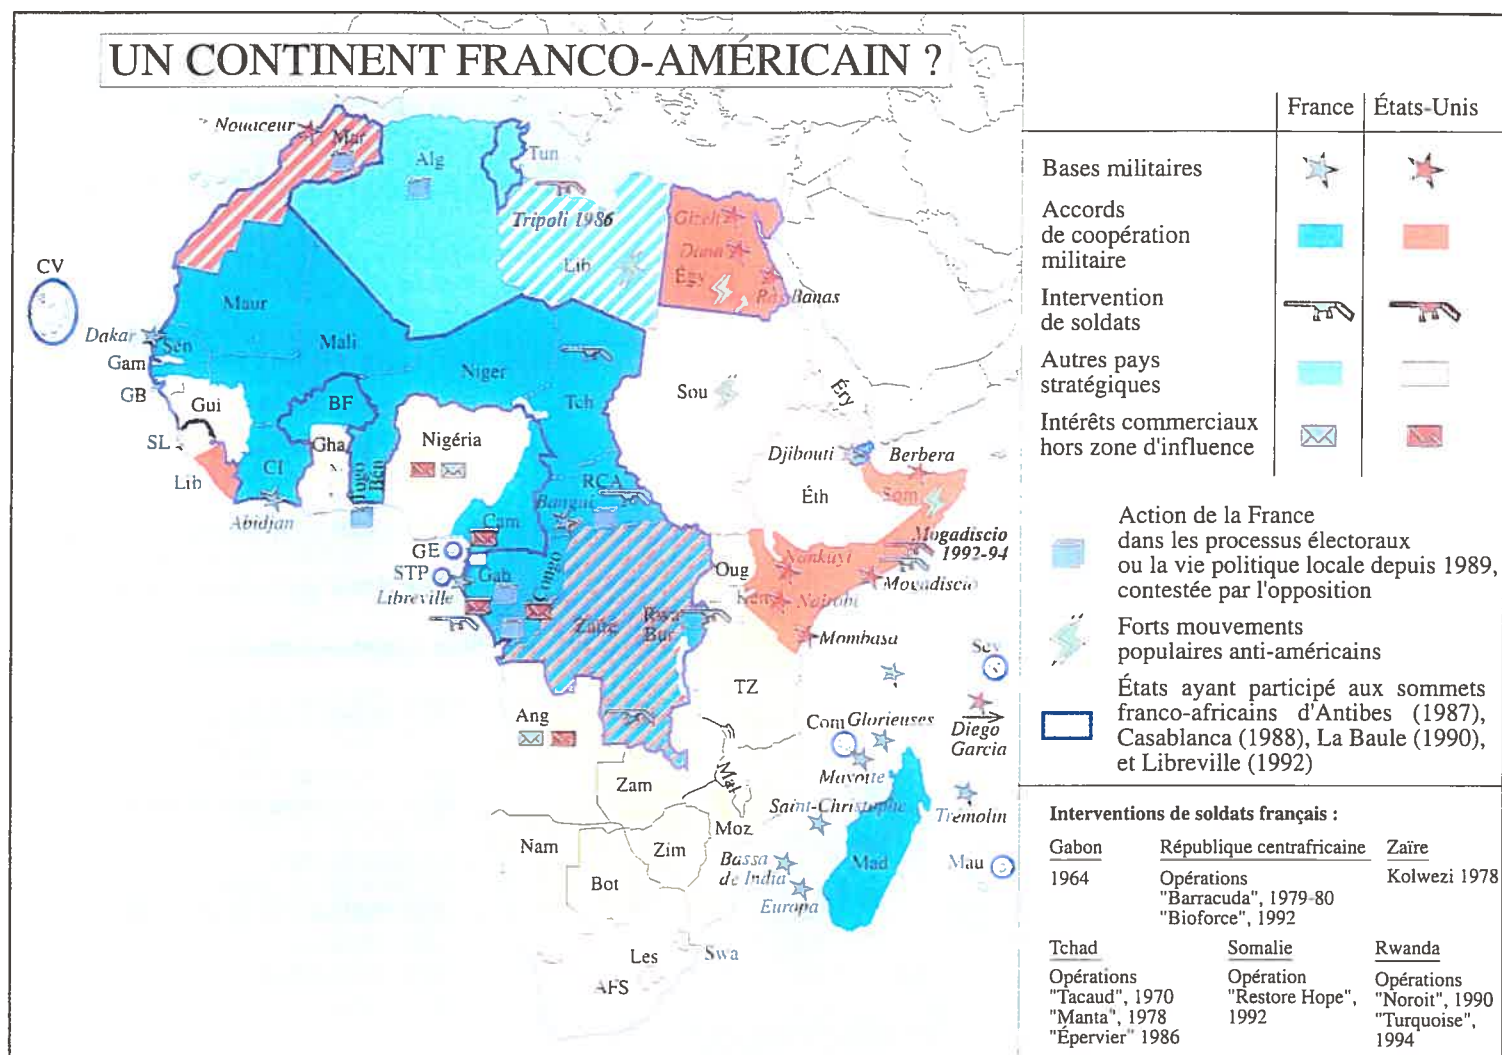 UN CONTINENT FRANCO-AMÉRICAIN ?
Nouaceur
Mar
Alg
Tun
Tripoli 1986
Lib
Gizeh
Égy
Râs Banas
CV
Maur
Mali
Niger
Tch
Sou
Éry
Dakar
Sén
Gam
GB
Gui
SL
Lib
BF
Gha
CI
Togo
Ben
Abidjan
Nigéria
Djibouti
Berbera
Éth
Som
RCA
Bangui
Cam
GE
STP
Gab
Congo
Libreville
Zaïre
Rwa
Bur
Oug
Ken
Nairobi
Mogadiscio
1992-94
Mogadiscio
Mombasa
TZ
Sey
Ang
Com
Glorieuses
Diego
Garcia
Mayotte
Zam
Mal
Saint-Christophe
Trémolin
Moz
Nam
Zim
Bot
Bassa
de India
Europa
Mad
Mau
Les
Swa
AFS
France
États-Unis
Bases militaires
Accords
de coopération
militaire
Intervention
de soldats
Autres pays
stratégiques
Intérêts commerciaux
hors zone d'influence
Action de la France
dans les processus électoraux
ou la vie politique locale depuis 1989,
contestée par l'opposition
Forts mouvements
populaires anti-américains
États ayant participé aux sommets
franco-africains d'Antibes (1987),
Casablanca (1988), La Baule (1990),
et Libreville (1992)
Interventions de soldats français :
Gabon
1964
République centrafricaine
Opérations
"Barracuda", 1979-80
"Bioforce", 1992
Zaïre
Kolwezi 1978
Tchad
Opérations
"Tacaud", 1970
"Manta", 1978
"Épervier" 1986
Somalie
Opération
"Restore Hope",
1992
Rwanda
Opérations
"Noroit", 1990
"Turquoise",
1994